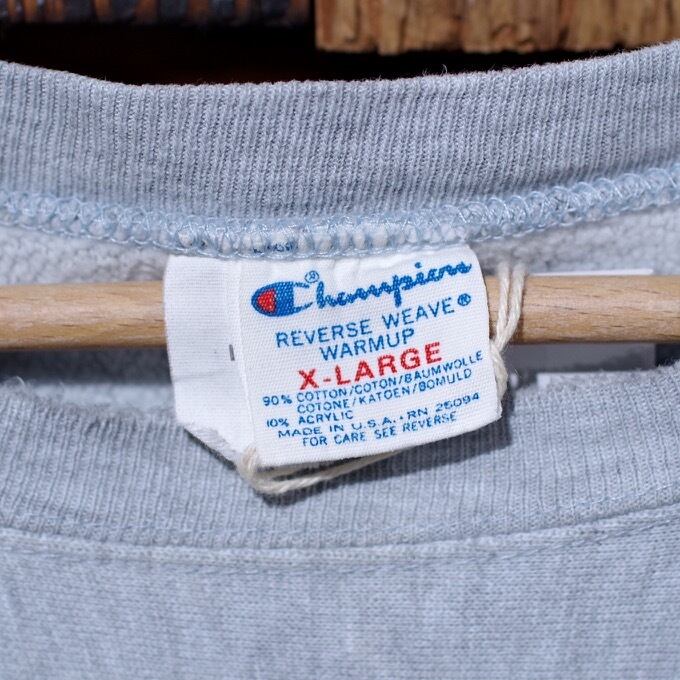 Champion®
REVERSE WEAVE®
WARMUP
X-LARGE
90% COTTON/COTON/BAUMWOLLE
COTONE/KATOEN/BOMULD
10% ACRYLIC
MADE IN U.S.A. · RN 26094
FOR CARE SEE REVERSE